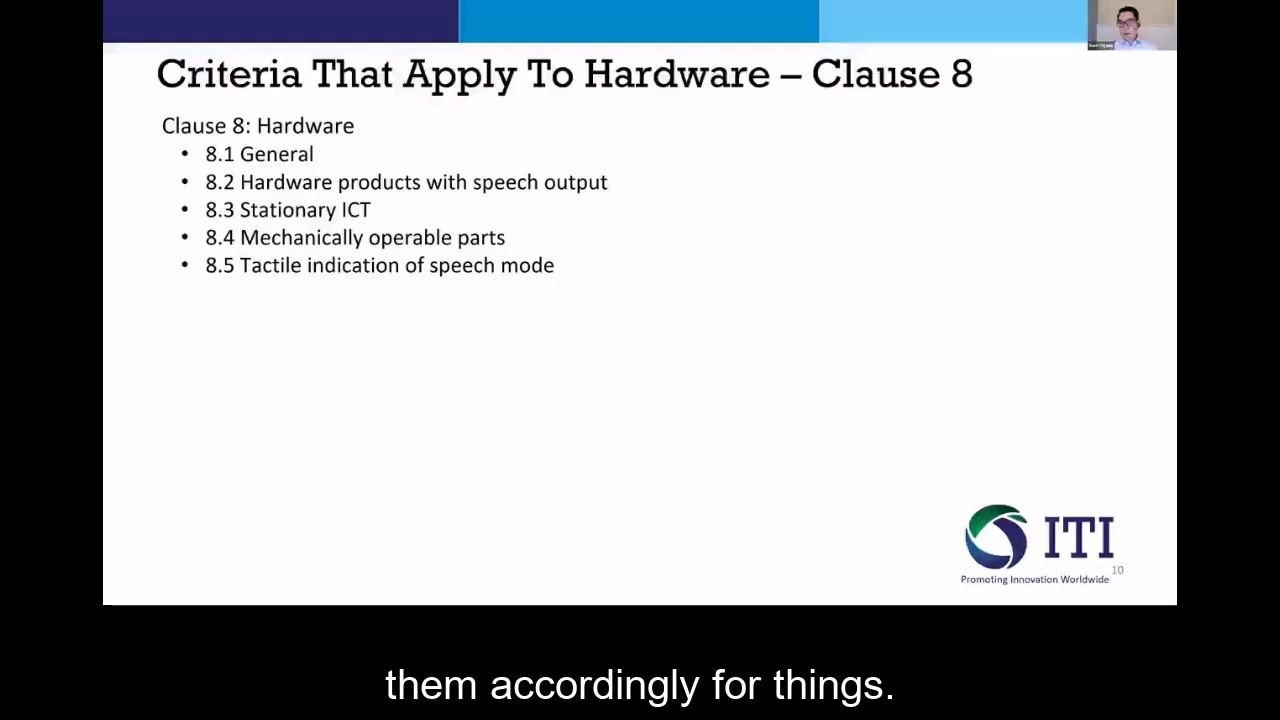 Criteria That Apply To Hardware – Clause 8
Clause 8: Hardware
• 8.1 General
• 8.2 Hardware products with speech output
• 8.3 Stationary ICT
• 8.4 Mechanically operable parts
• 8.5 Tactile indication of speech mode
ITI
10
Promoting Innovation Worldwide
them accordingly for things.